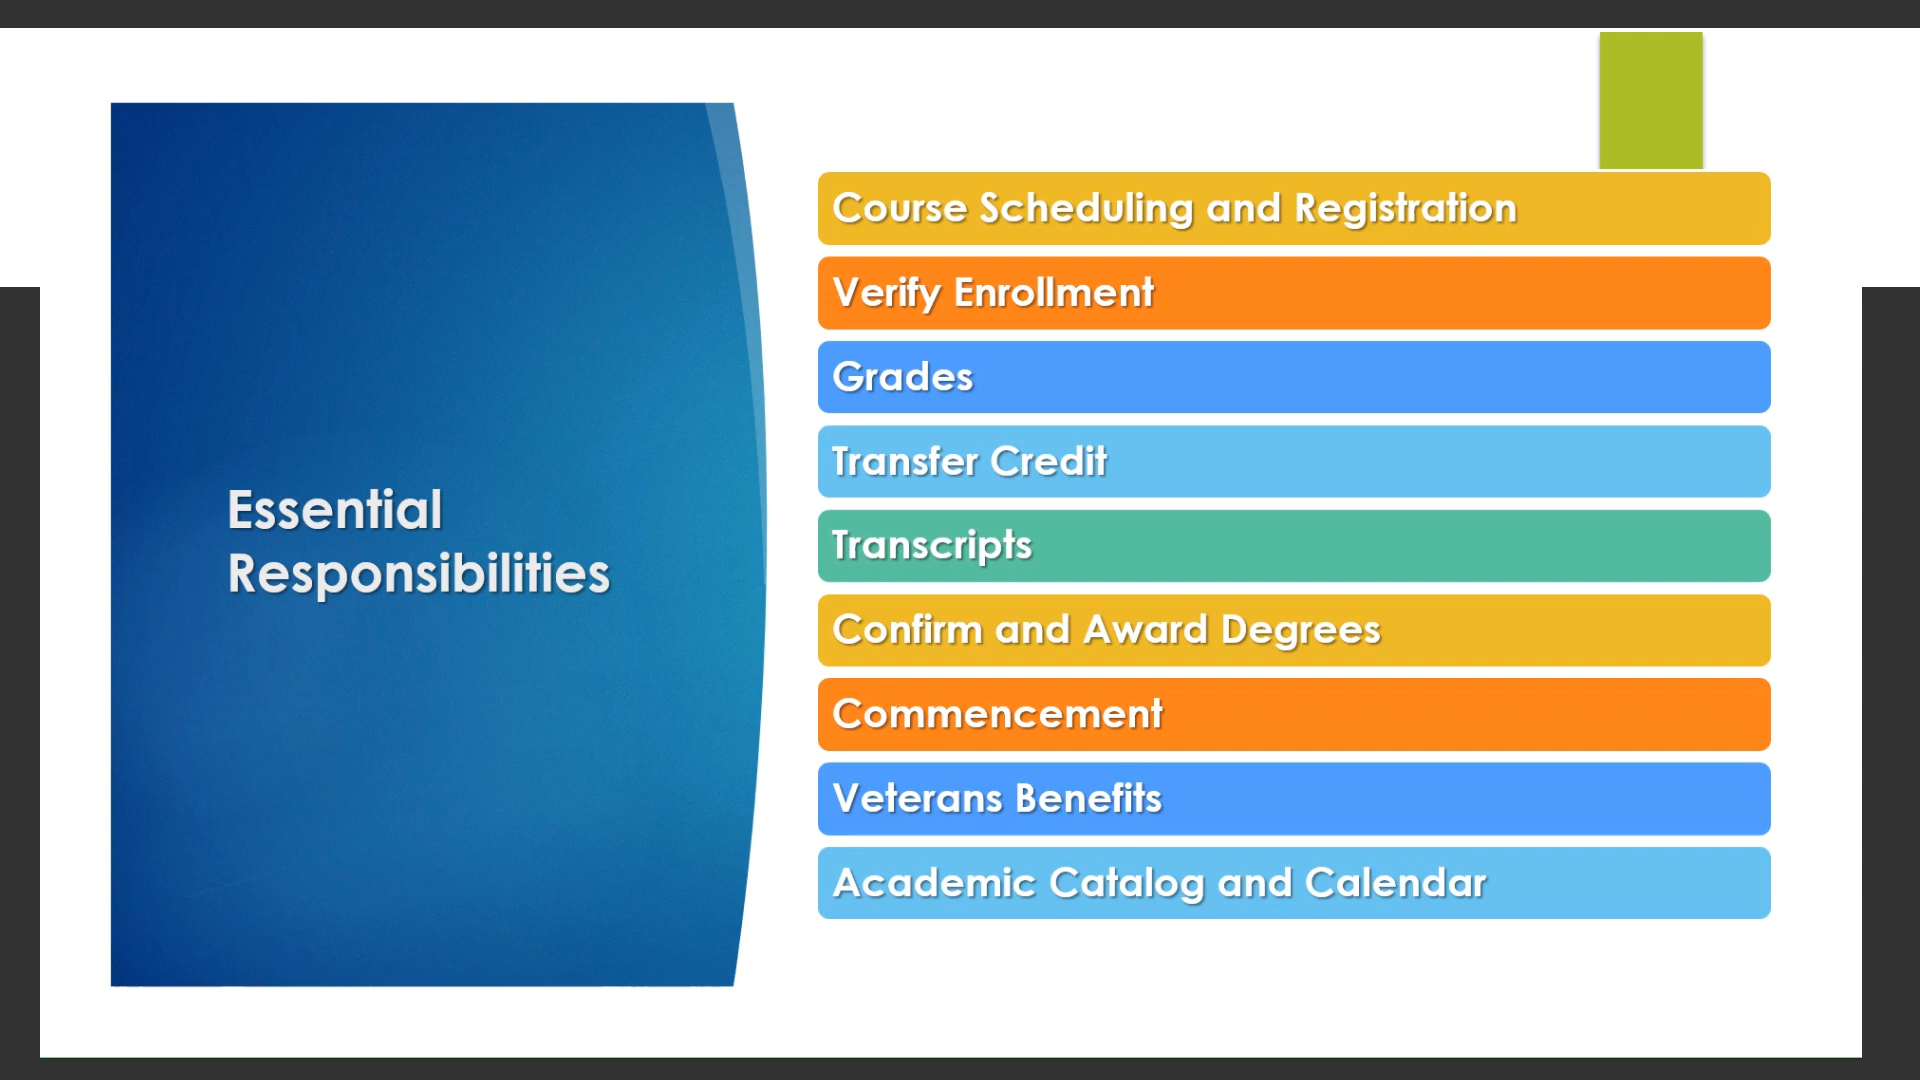 Essential
Responsibilities
Course Scheduling and Registration
Verify Enrollment
Grades
Transfer Credit
Transcripts
Confirm and Award Degrees
Commencement
Veterans Benefits
Academic Catalog and Calendar